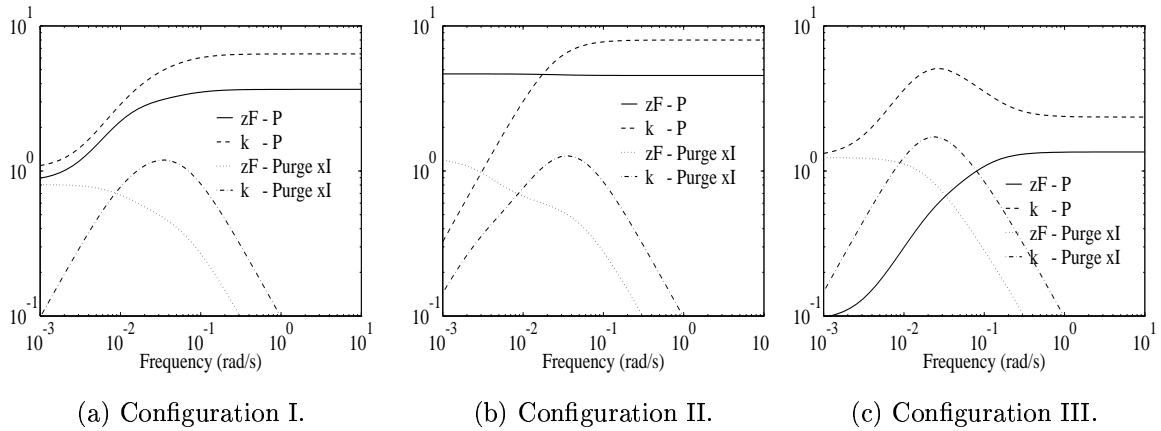 10^1
10^0
10^-1
10^-3 10^-2 10^-1 10^0 10^1
Frequency (rad/s)
zF - P
k - P
zF - Purge xI
k - Purge xI
(a) Configuration I.
10^1
10^0
10^-1
10^-3 10^-2 10^-1 10^0 10^1
Frequency (rad/s)
zF - P
k - P
zF - Purge xI
k - Purge xI
(b) Configuration II.
10^1
10^0
10^-1
10^-3 10^-2 10^-1 10^0 10^1
Frequency (rad/s)
zF - P
k - P
zF - Purge xI
k - Purge xI
(c) Configuration III.